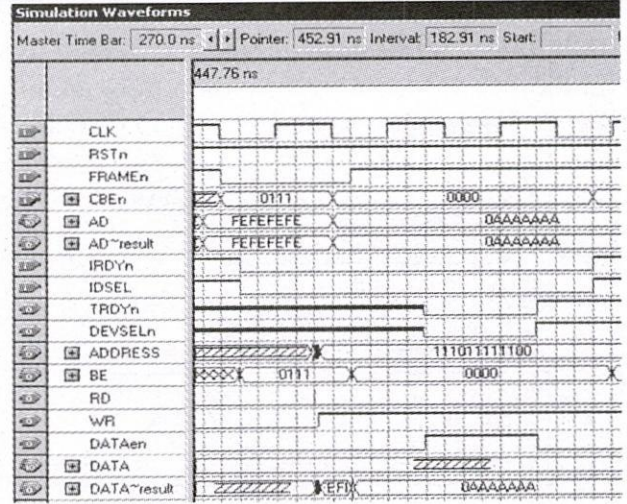 Simulation Waveforms
Master Time Bar: 270.0 ns Pointer: 452.91 ns Interval: 182.91 ns Start:
447.76 ns
CLK
RSTn
FRAMEn
CBEn 0111 0000
AD FEFEFEFE 0AAAAAAA
AD~result FEFEFEFE 0AAAAAAA
IRDYn
IDSEL
TRDYn
DEVSELn
ADDRESS 111011111100
BE 0111 0000
RD
WR
DATAen
DATA
DATA~result 0AAAAAAA